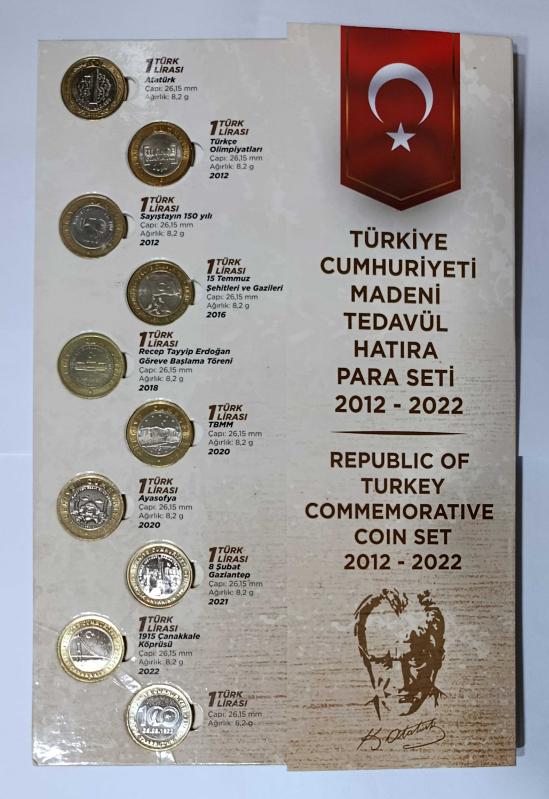 1 TÜRK
LİRASI
Atatürk
Çapı: 26,15 mm
Ağırlık: 8,2 g
1 TÜRK
LİRASI
Türkçe
Olimpiyatları
Çapı: 26,15 mm
Ağırlık: 8,2 g
2012
1 TÜRK
LİRASI
Sayıştayın 150 yılı
Çapı: 26,15 mm
Ağırlık: 8,2 g
2012
1 TÜRK
LİRASI
15 Temmuz
Şehitleri ve Gazileri
Çapı: 26,15 mm
Ağırlık: 8,2 g
2016
1 TÜRK
LİRASI
Recep Tayyip Erdoğan
Göreve Başlama Töreni
Çapı: 26,15 mm
Ağırlık: 8,2 g
2018
1 TÜRK
LİRASI
TBMM
Çapı: 26,15 mm
Ağırlık: 8,2 g
2020
1 TÜRK
LİRASI
Ayasofya
Çapı: 26,15 mm
Ağırlık: 8,2 g
2020
1 TÜRK
LİRASI
8 Şubat
Gaziantep
Çapı: 26,15 mm
Ağırlık: 8,2 g
2021
1 TÜRK
LİRASI
1915 Çanakkale
Köprüsü
Çapı: 26,15 mm
Ağırlık: 8,2 g
2022
100
26.08.1922
1 TÜRK
LİRASI
Çapı: 26,15 mm
Ağırlık: 8,2 g
TÜRKİYE
CUMHURİYETİ
MADENİ
TEDAVÜL
HATIRA
PARA SETİ
2012 - 2022
REPUBLIC OF
TURKEY
COMMEMORATIVE
COIN SET
2012 - 2022
K. Atatürk